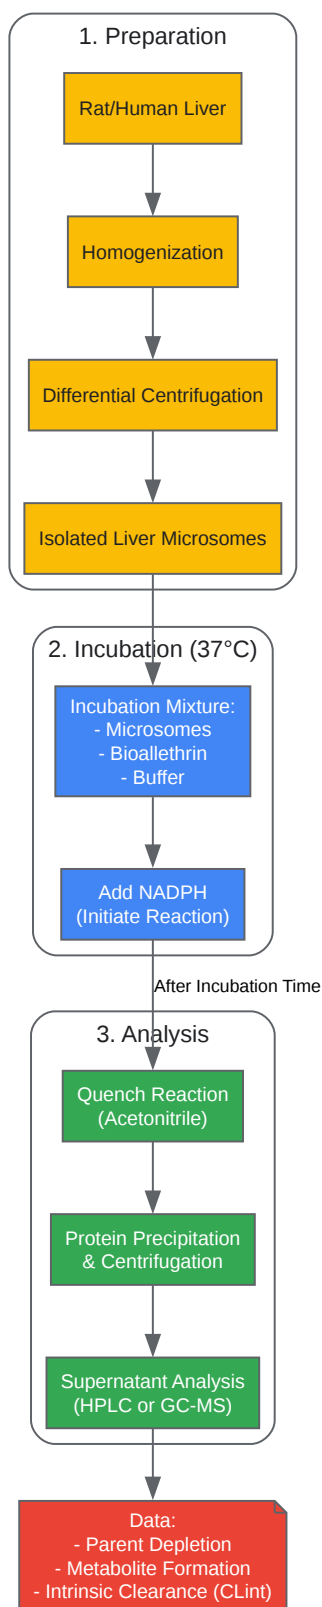 1. Preparation
Rat/Human Liver
Homogenization
Differential Centrifugation
Isolated Liver Microsomes
2. Incubation (37°C)
Incubation Mixture:
- Microsomes
- Bioallethrin
- Buffer
Add NADPH
(Initiate Reaction)
After Incubation Time
3. Analysis
Quench Reaction
(Acetonitrile)
Protein Precipitation
& Centrifugation
Supernatant Analysis
(HPLC or GC-MS)
Data:
- Parent Depletion
- Metabolite Formation
- Intrinsic Clearance (CLint)